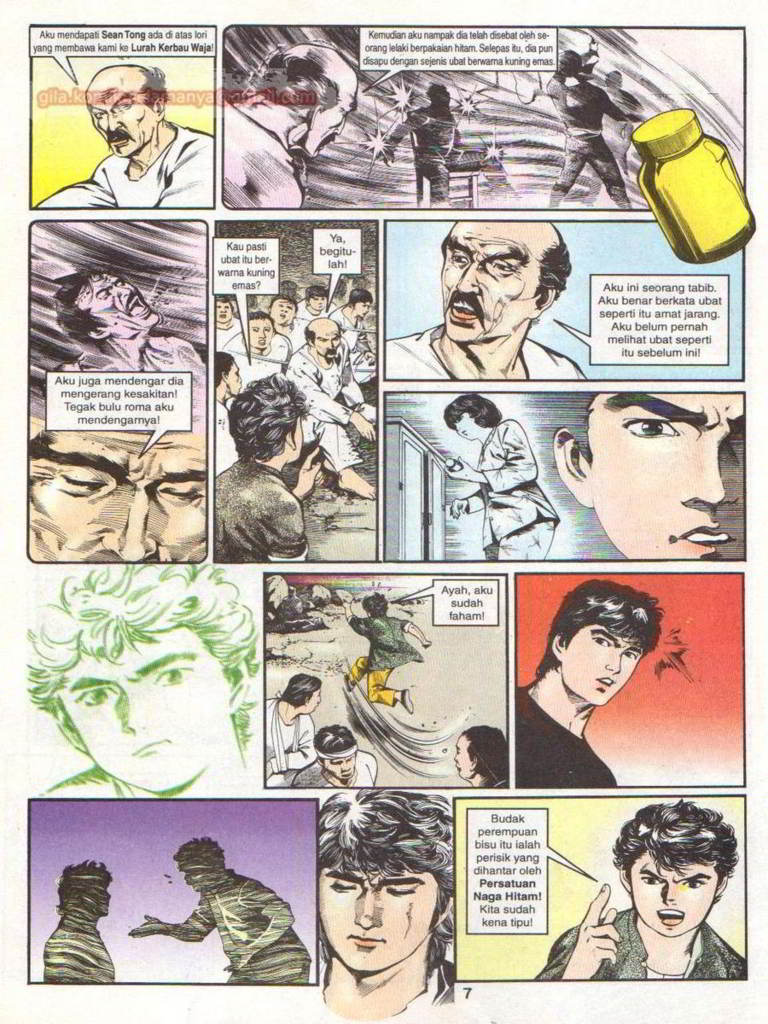 Aku mendapati Sean Tong ada di atas lori
yang membawa kami ke Lurah Kerbau Waja!
Kemudian aku nampak dia telah disebat oleh se-
orang lelaki berpakaian hitam. Selepas itu, dia pun
disapu dengan sejenis ubat berwarna kuning emas.
Aku juga mendengar dia
mengerang kesakitan!
Tegak bulu roma aku
mendengarnya!
Kau pasti
ubat itu ber-
warna kuning
emas?
Ya,
begitu-
lah!
Aku ini seorang tabib.
Aku benar berkata ubat
seperti itu amat jarang.
Aku belum pernah
melihat ubat seperti
itu sebelum ini!
Ayah, aku
sudah
faham!
Budak
perempuan
bisu itu ialah
perisik yang
dihantar oleh
Persatuan
Naga Hitam!
Kita sudah
kena tipu!
7